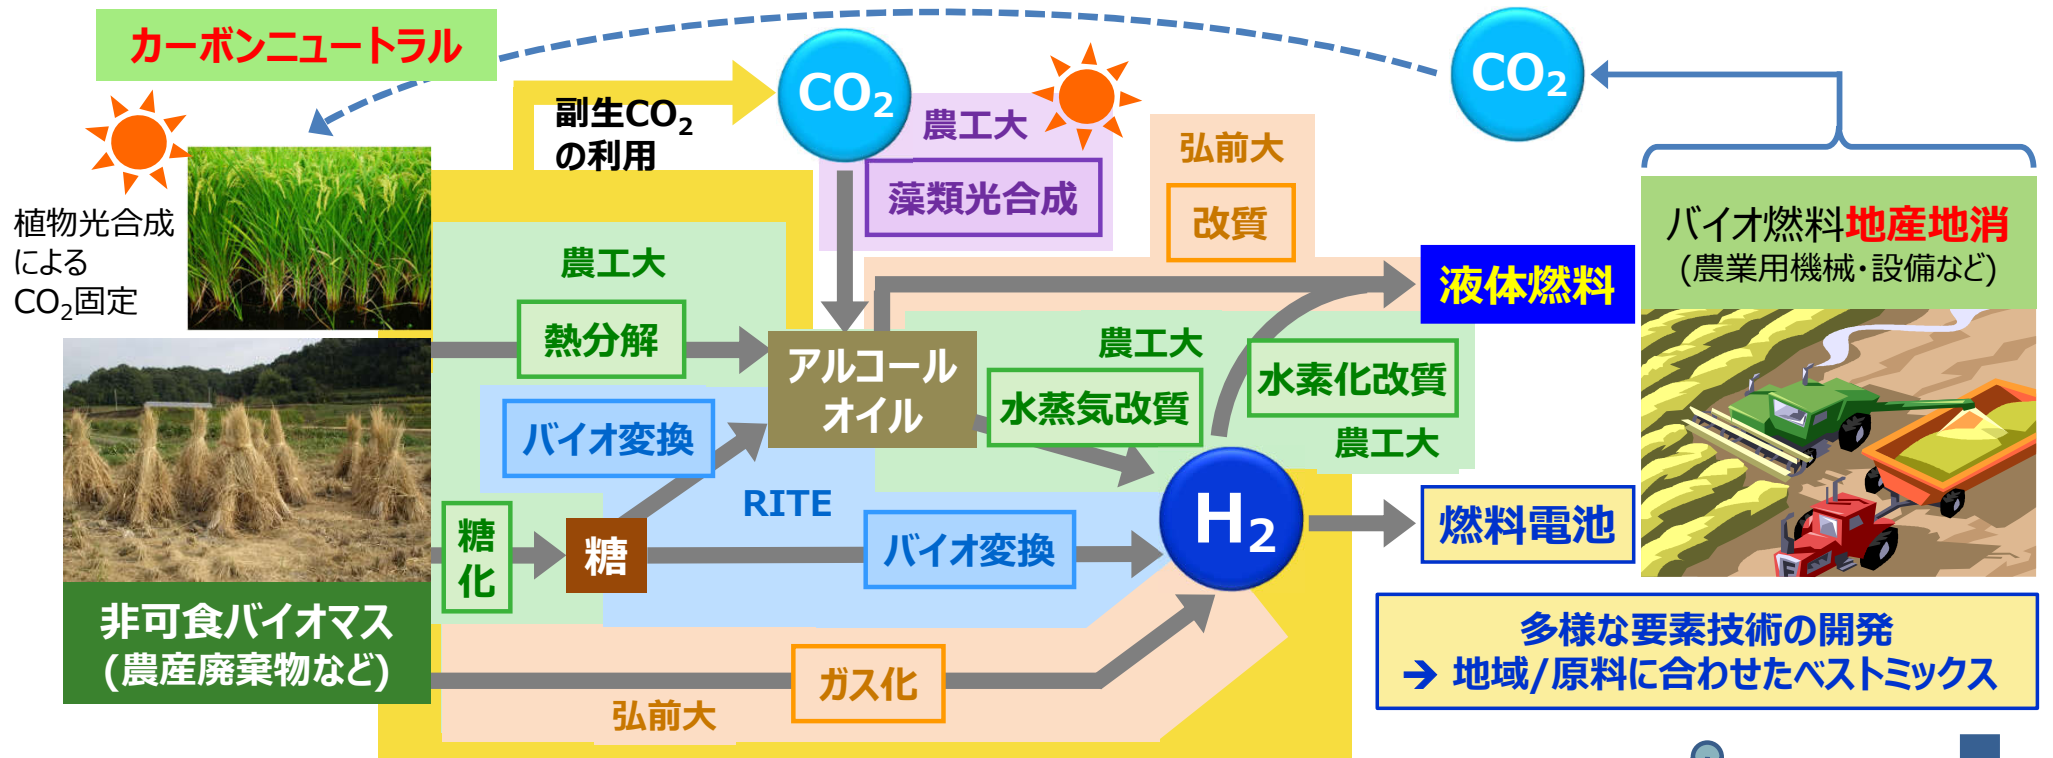 カーボンニュートラル
CO₂
CO₂
副生CO₂
の利用
農工大
藻類光合成
弘前大
改質
植物光合成
による
CO₂固定
農工大
熱分解
アルコール
オイル
農工大
水蒸気改質
水素化改質
農工大
液体燃料
バイオ燃料地産地消
(農業用機械・設備など)
バイオ変換
RITE
糖
化
糖
バイオ変換
H₂
燃料電池
非可食バイオマス
(農産廃棄物など)
ガス化
弘前大
多様な要素技術の開発
➔ 地域/原料に合わせたベストミックス